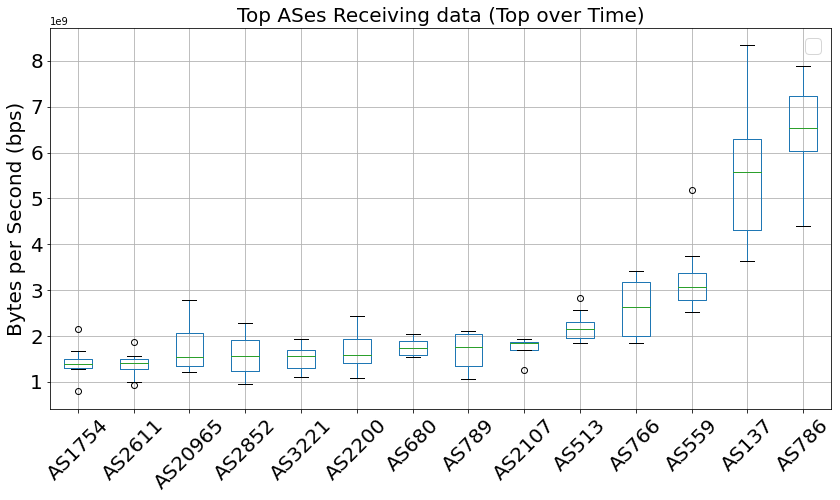 Top ASes Receiving data (Top over Time)
1e9
Bytes per Second (bps)
8
7
6
5
4
3
2
1
AS1754
AS2611
AS20965
AS2852
AS3221
AS2200
AS680
AS789
AS2107
AS513
AS766
AS559
AS137
AS786